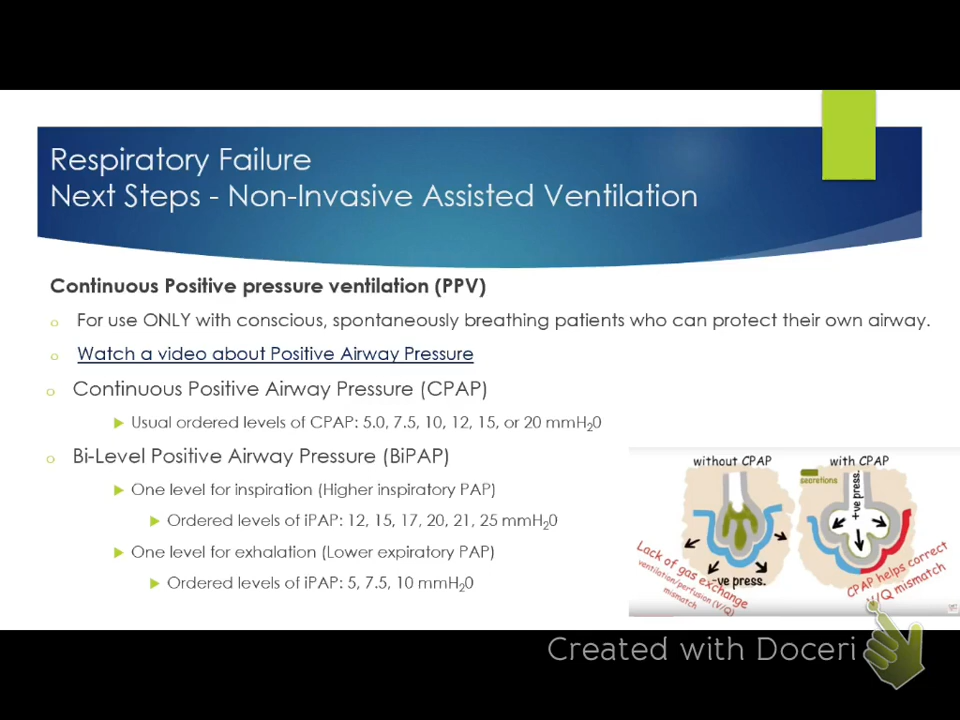 Respiratory Failure
Next Steps - Non-Invasive Assisted Ventilation
Continuous Positive pressure ventilation (PPV)
For use ONLY with conscious, spontaneously breathing patients who can protect their own airway.
Watch a video about Positive Airway Pressure
Continuous Positive Airway Pressure (CPAP)
Usual ordered levels of CPAP: 5.0, 7.5, 10, 12, 15, or 20 mmH₂0
Bi-Level Positive Airway Pressure (BiPAP)
One level for inspiration (Higher inspiratory PAP)
Ordered levels of iPAP: 12, 15, 17, 20, 21, 25 mmH₂0
One level for exhalation (Lower expiratory PAP)
Ordered levels of iPAP: 5, 7.5, 10 mmH₂0
without CPAP
-ve press.
Lack of gas exchange
ventilation/perfusion (V/Q)
mismatch
with CPAP
secretions
+ve press.
CPAP helps correct
V/Q mismatch
Created with Doceri